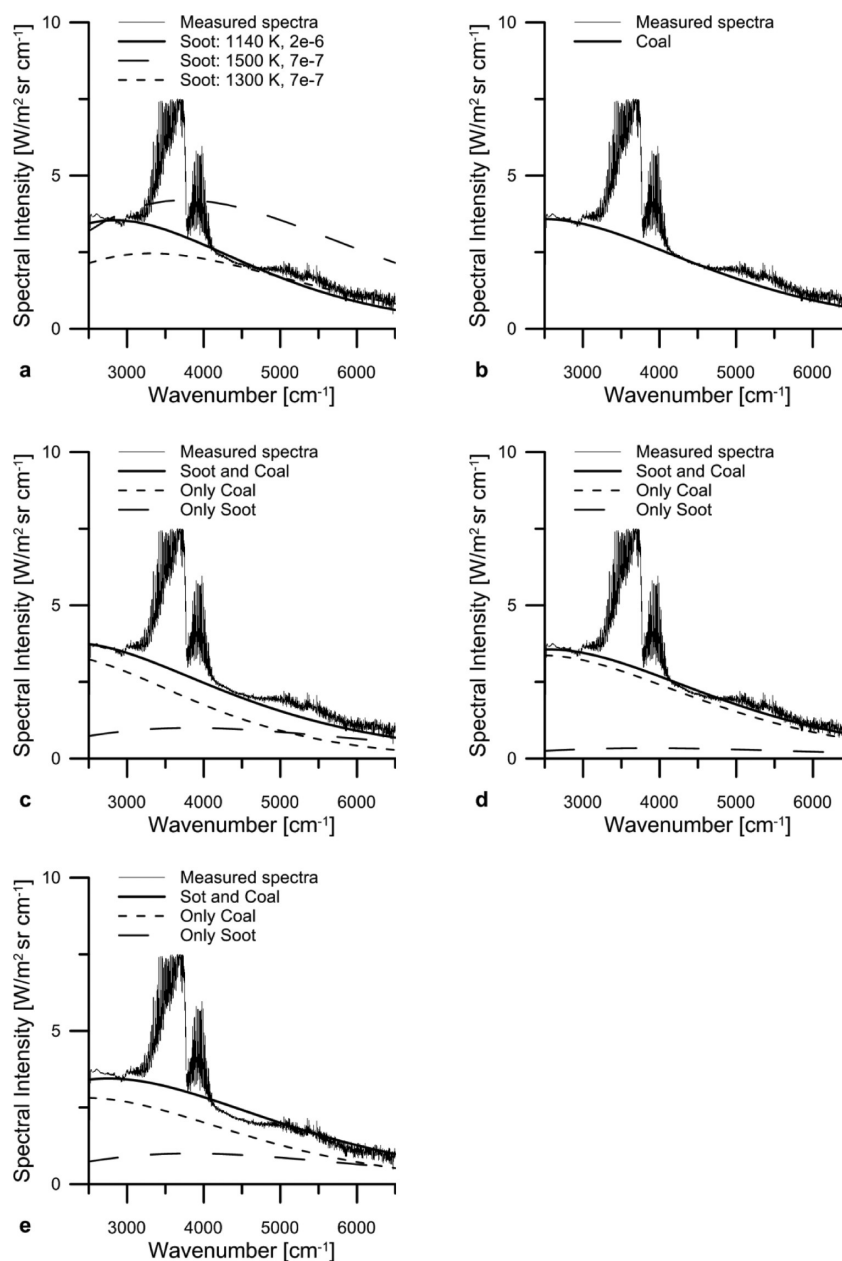 Measured spectra
Soot: 1140 K, 2e-6
Soot: 1500 K, 7e-7
Soot: 1300 K, 7e-7
10
5
0
Spectral Intensity [W/m² sr cm⁻¹]
3000 4000 5000 6000
Wavenumber [cm⁻¹]
a
Measured spectra
Coal
10
5
0
Spectral Intensity [W/m² sr cm⁻¹]
3000 4000 5000 6000
Wavenumber [cm⁻¹]
b
Measured spectra
Soot and Coal
Only Coal
Only Soot
10
5
0
Spectral Intensity [W/m² sr cm⁻¹]
3000 4000 5000 6000
Wavenumber [cm⁻¹]
c
Measured spectra
Soot and Coal
Only Coal
Only Soot
10
5
0
Spectral Intensity [W/m² sr cm⁻¹]
3000 4000 5000 6000
Wavenumber [cm⁻¹]
d
Measured spectra
Sot and Coal
Only Coal
Only Soot
10
5
0
Spectral Intensity [W/m² sr cm⁻¹]
3000 4000 5000 6000
Wavenumber [cm⁻¹]
e